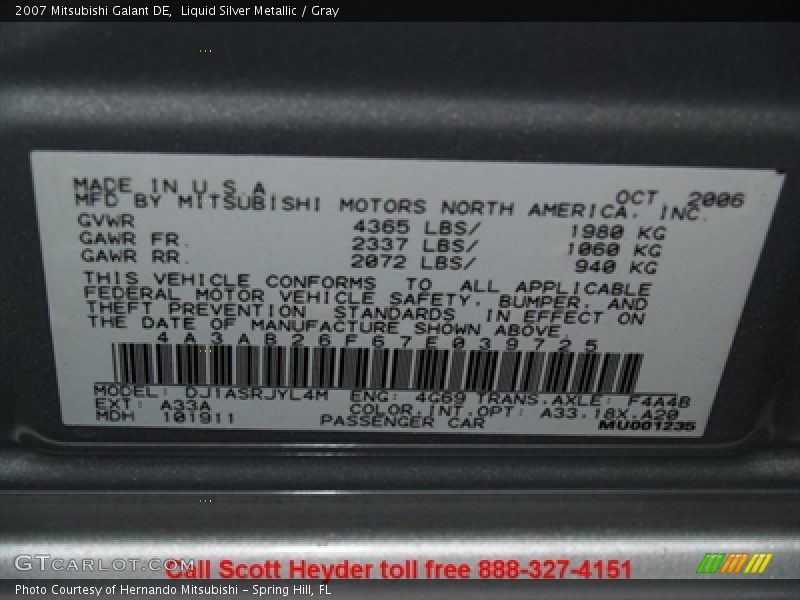 2007 Mitsubishi Galant DE,  Liquid Silver Metallic / Gray
MADE IN U.S.A. OCT 2006
MFD BY MITSUBISHI MOTORS NORTH AMERICA, INC.
GVWR 4365 LBS/ 1980 KG
GAWR FR. 2337 LBS/ 1060 KG
GAWR RR. 2072 LBS/ 940 KG
THIS VEHICLE CONFORMS TO ALL APPLICABLE
FEDERAL MOTOR VEHICLE SAFETY, BUMPER, AND
THEFT PREVENTION STANDARDS IN EFFECT ON
THE DATE OF MANUFACTURE SHOWN ABOVE
4A3AB26F67E039725
MODEL: DJ1ASRJYL4M ENG: 4G69 TRANS.AXLE: F4A4B
EXT: A33A COLOR.INT.OPT: A33.18X.A20
MDH 101911 PASSENGER CAR MU001235
GTCARLOT.COM Call Scott Heyder toll free 888-327-4151
Photo Courtesy of Hernando Mitsubishi - Spring Hill, FL